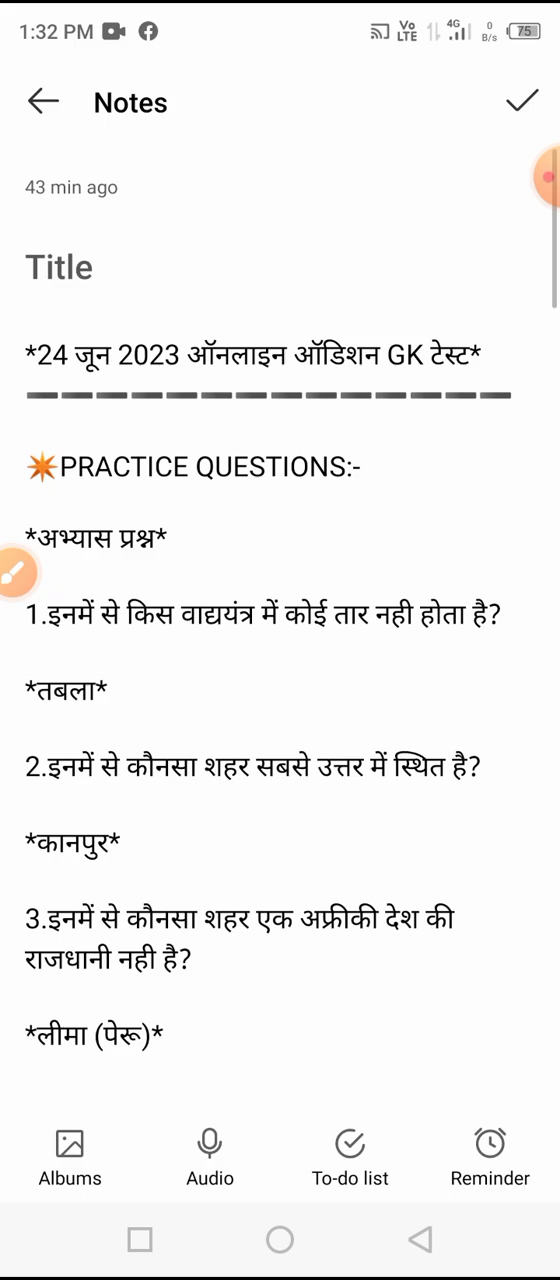 1:32 PM Vo LTE 4G 0 B/s 75
Notes
43 min ago
Title
*24 जून 2023 ऑनलाइन ऑडिशन GK टेस्ट*
PRACTICE QUESTIONS:-
*अभ्यास प्रश्न*
1.इनमें से किस वाद्ययंत्र में कोई तार नही होता है?
*तबला*
2.इनमें से कौनसा शहर सबसे उत्तर में स्थित है?
*कानपुर*
3.इनमें से कौनसा शहर एक अफ्रीकी देश की
राजधानी नही है?
*लीमा (पेरू)*
Albums Audio To-do list Reminder